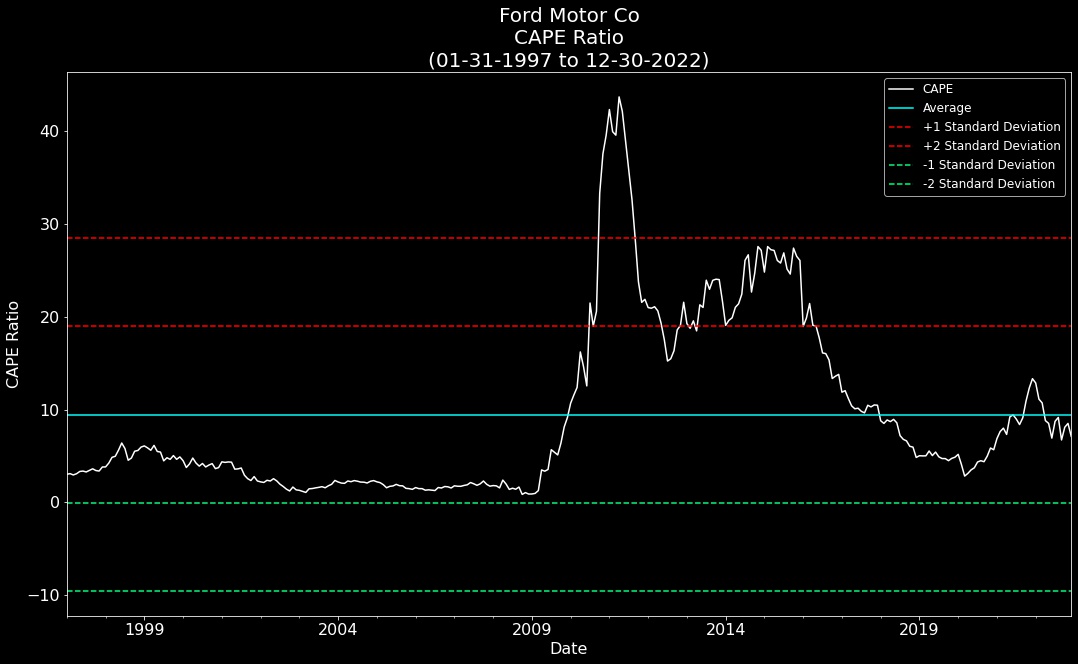 Ford Motor Co
CAPE Ratio
(01-31-1997 to 12-30-2022)
CAPE
Average
+1 Standard Deviation
+2 Standard Deviation
-1 Standard Deviation
-2 Standard Deviation
CAPE Ratio
40
30
20
10
0
−10
1999 2004 2009 2014 2019
Date